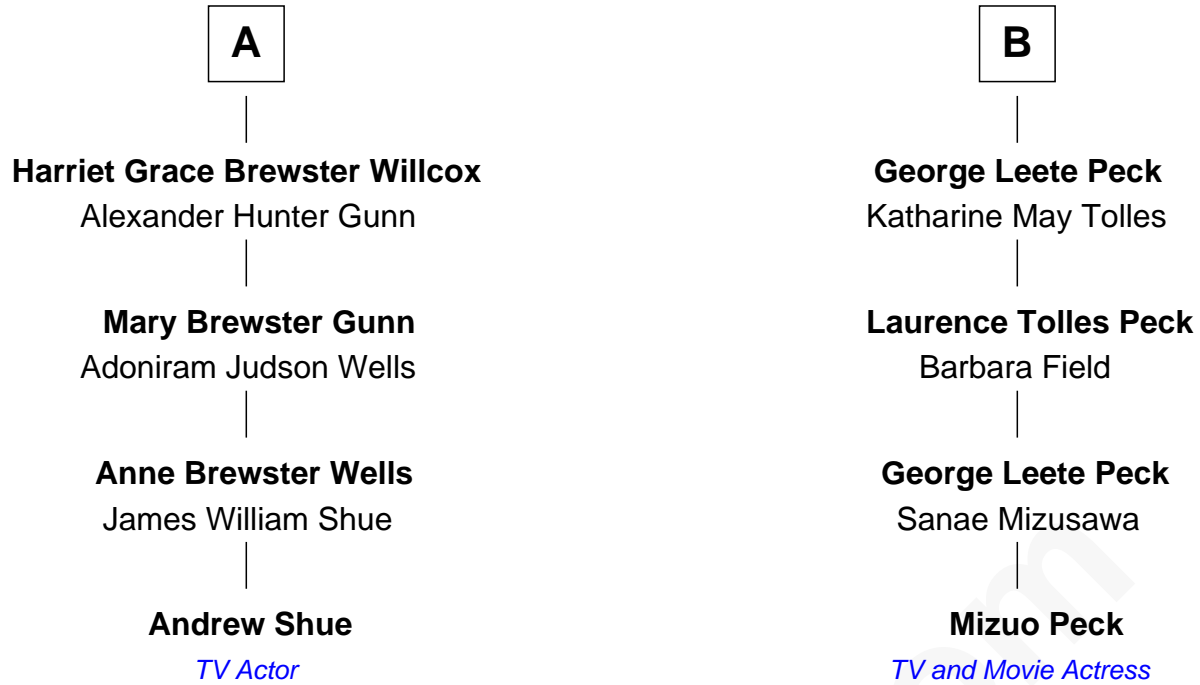 A
Harriet Grace Brewster Willcox
Alexander Hunter Gunn
Mary Brewster Gunn
Adoniram Judson Wells
Anne Brewster Wells
James William Shue
Andrew Shue
TV Actor
B
George Leete Peck
Katharine May Tolles
Laurence Tolles Peck
Barbara Field
George Leete Peck
Sanae Mizusawa
Mizuo Peck
TV and Movie Actress